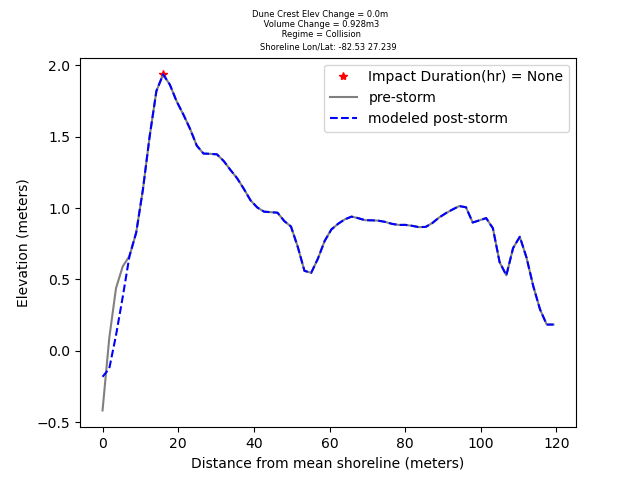 Dune Crest Elev Change = 0.0m
Volume Change = 0.928m3
Regime = Collision
Shoreline Lon/Lat: -82.53 27.239
Impact Duration(hr) = None
pre-storm
modeled post-storm
Elevation (meters)
2.0
1.5
1.0
0.5
0.0
−0.5
0 20 40 60 80 100 120
Distance from mean shoreline (meters)